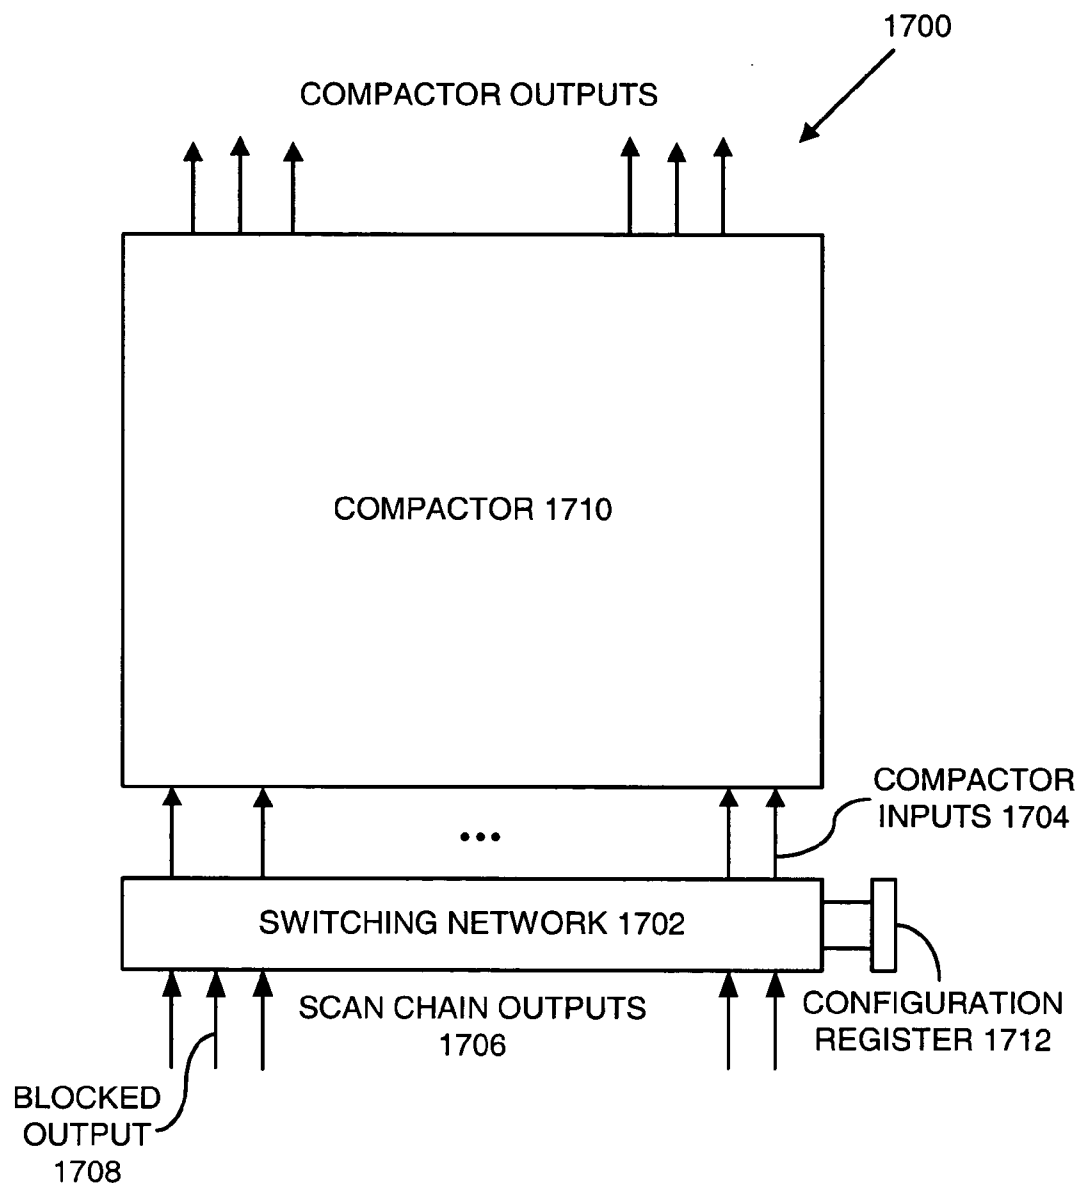 1700
COMPACTOR OUTPUTS
COMPACTOR 1710
COMPACTOR
INPUTS 1704
...
SWITCHING NETWORK 1702
SCAN CHAIN OUTPUTS
1706
CONFIGURATION
REGISTER 1712
BLOCKED
OUTPUT
1708